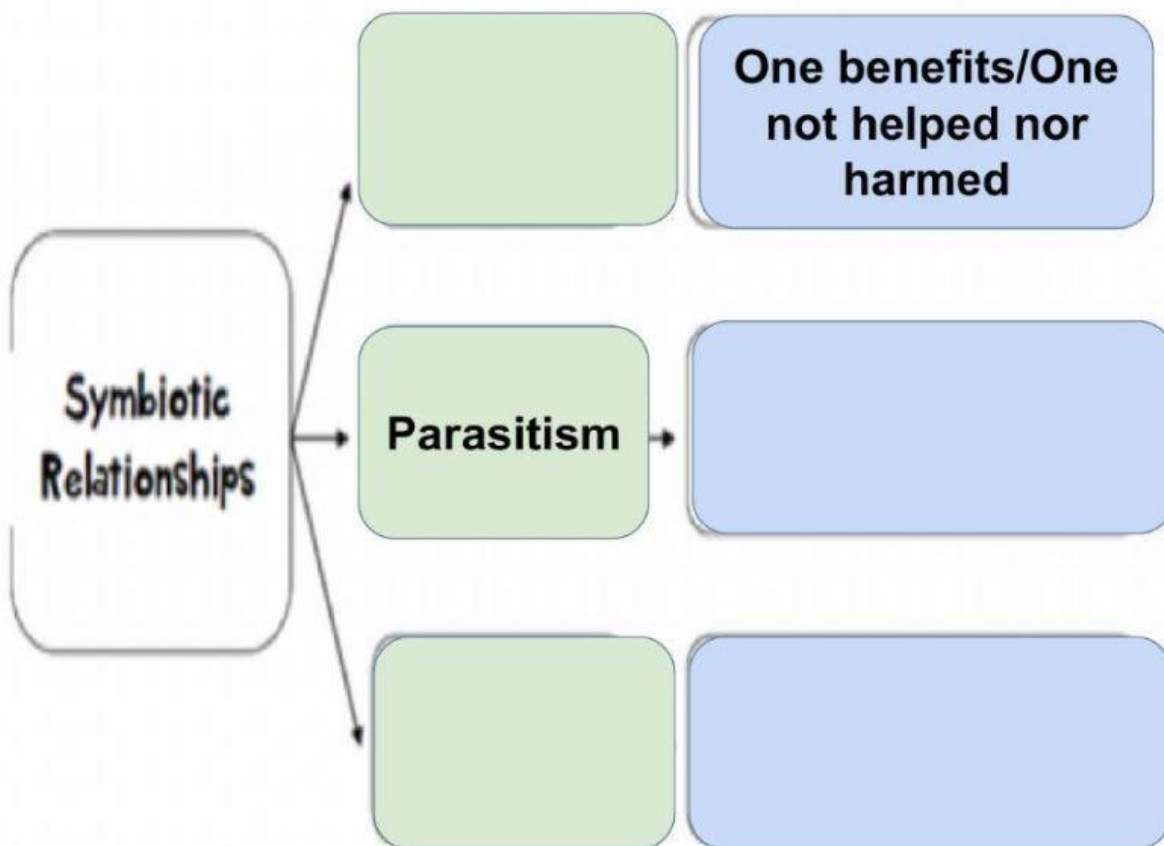 Symbiotic
Relationships
One benefits/One
not helped nor
harmed
Parasitism